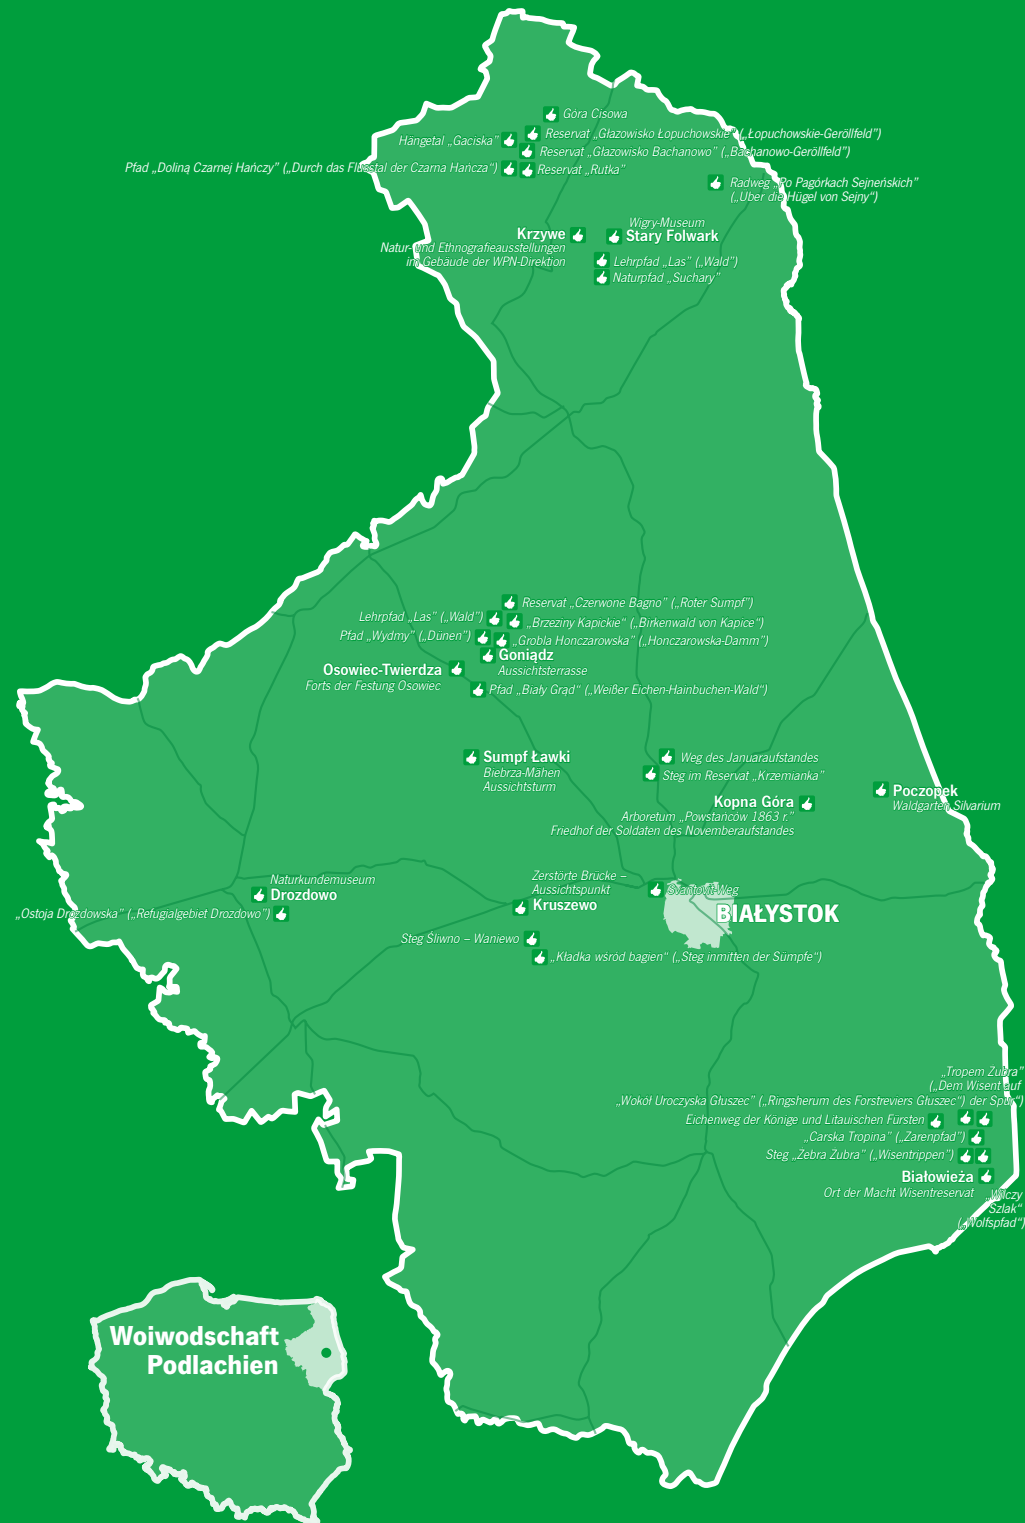 Góra Cisowa
Reservat „Głazowisko Łopuchowskie” („Łopuchowskie-Geröllfeld”)
Hängetal „Gaciska”
Reservat „Głazowisko Bachanowo” („Bachanowo-Geröllfeld”)
Pfad „Doliną Czarnej Hańczy” („Durch das Flusstal der Czarna Hańcza”)
Reservat „Rutka”
Radweg „Po Pagórkach Sejneńskich”
(„Über die Hügel von Sejny“)
Wigry-Museum
Stary Folwark
Krzywe
Natur- und Ethnografieausstellungen
im Gebäude der WPN-Direktion
Lehrpfad „Las” („Wald”)
Naturpfad „Suchary”
Reservat „Czerwone Bagno” („Roter Sumpf”)
Lehrpfad „Las” („Wald”)
„Brzeziny Kapickie“ („Birkenwald von Kapice“)
Pfad „Wydmy” („Dünen”)
„Grobla Honczarowska” („Honczarowska-Damm”)
Goniądz
Aussichtsterrasse
Osowiec-Twierdza
Forts der Festung Osowiec
Pfad „Biały Grąd“ („Weißer Eichen-Hainbuchen-Wald“)
Sumpf Ławki
Biebrza-Mähen
Aussichtsturm
Weg des Januaraufstandes
Steg im Reservat „Krzemianka”
Kopna Góra
Arboretum „Powstańców 1863 r.”
Friedhof der Soldaten des Novemberaufstandes
Poczopek
Waldgarten Silvarium
Naturkundemuseum
Drozdowo
„Ostoja Drozdowska” („Refugialgebiet Drozdowo”)
Zerstörte Brücke –
Aussichtspunkt
Kruszewo
BIAŁYSTOK
Steg Śliwno – Waniewo
„Kładka wśród bagien“ („Steg inmitten der Sümpfe“)
„Tropem Żubra”
(„Dem Wisent auf
der Spur“)
„Wokół Uroczyska Głuszec” („Ringsherum des Forstreviers Głuszec“)
Eichenweg der Könige und Litauischen Fürsten
„Carska Tropina” („Zarenpfad”)
Steg „Żebra Żubra” („Wisentrippen”)
Białowieża
Ort der Macht Wisentreservat
„Wilczy
Szlak“
(„Wolfspfad“)
Woiwodschaft
Podlachien